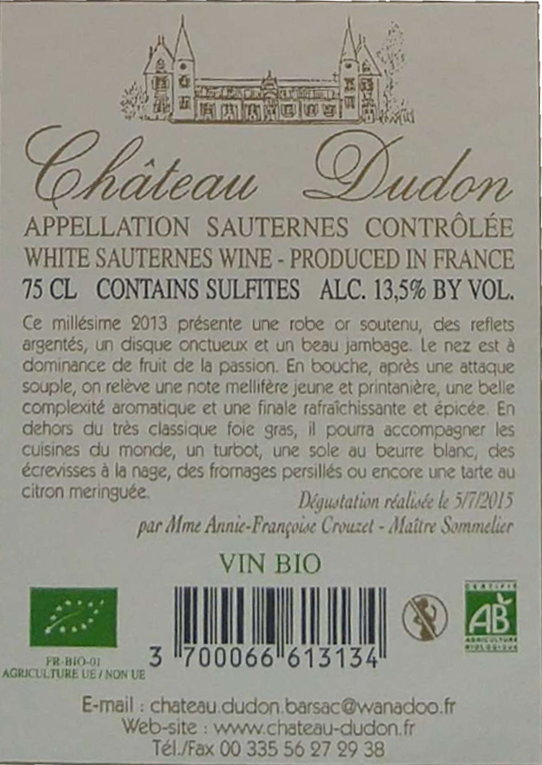 Château Dudon
APPELLATION SAUTERNES CONTRÔLÉE
WHITE SAUTERNES WINE - PRODUCED IN FRANCE
75 CL CONTAINS SULFITES ALC. 13,5% BY VOL.
Ce millésime 2013 présente une robe or soutenu, des reflets
argentés, un disque onctueux et un beau jambage. Le nez est à
dominance de fruit de la passion. En bouche, après une attaque
souple, on relève une note mellifère jeune et printanière, une belle
complexité aromatique et une finale rafraîchissante et épicée. En
dehors du très classique foie gras, il pourra accompagner les
cuisines du monde, un turbot, une sole au beurre blanc, des
écrevisses à la nage, des fromages persillés ou encore une tarte au
citron meringuée.
Dégustation réalisée le 5/7/2015
par Mme Annie-Françoise Crouzet - Maître Sommelier
VIN BIO
FR-BIO-01
AGRICULTURE UE / NON UE
3 700066 613134
CERTIFIÉ
AB
AGRICULTURE
BIOLOGIQUE
E-mail : chateau.dudon.barsac@wanadoo.fr
Web-site : www.chateau-dudon.fr
Tél./Fax 00 335 56 27 29 38